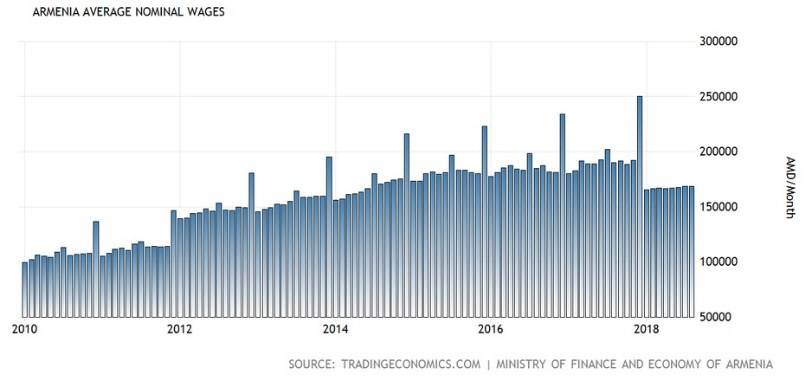 ARMENIA AVERAGE NOMINAL WAGES
300000
250000
200000
150000
100000
50000
AMD/Month
2010 2012 2014 2016 2018
SOURCE: TRADINGECONOMICS.COM | MINISTRY OF FINANCE AND ECONOMY OF ARMENIA